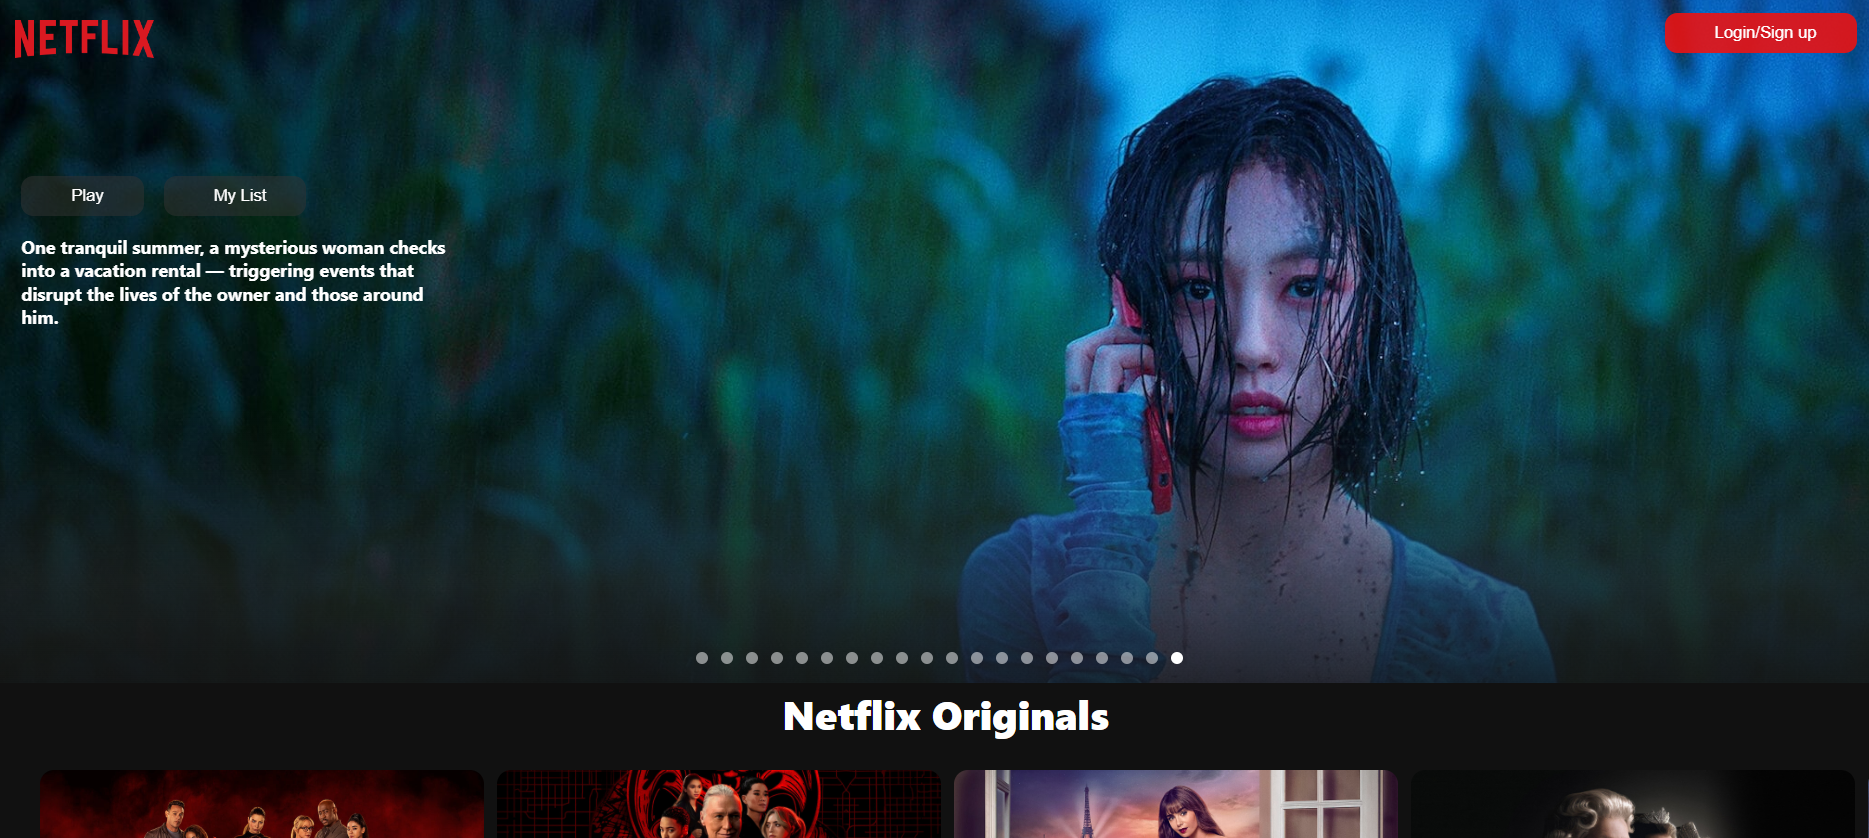 NETFLIX
Login/Sign up
Play
My List
One tranquil summer, a mysterious woman checks
into a vacation rental — triggering events that
disrupt the lives of the owner and those around
him.
Netflix Originals